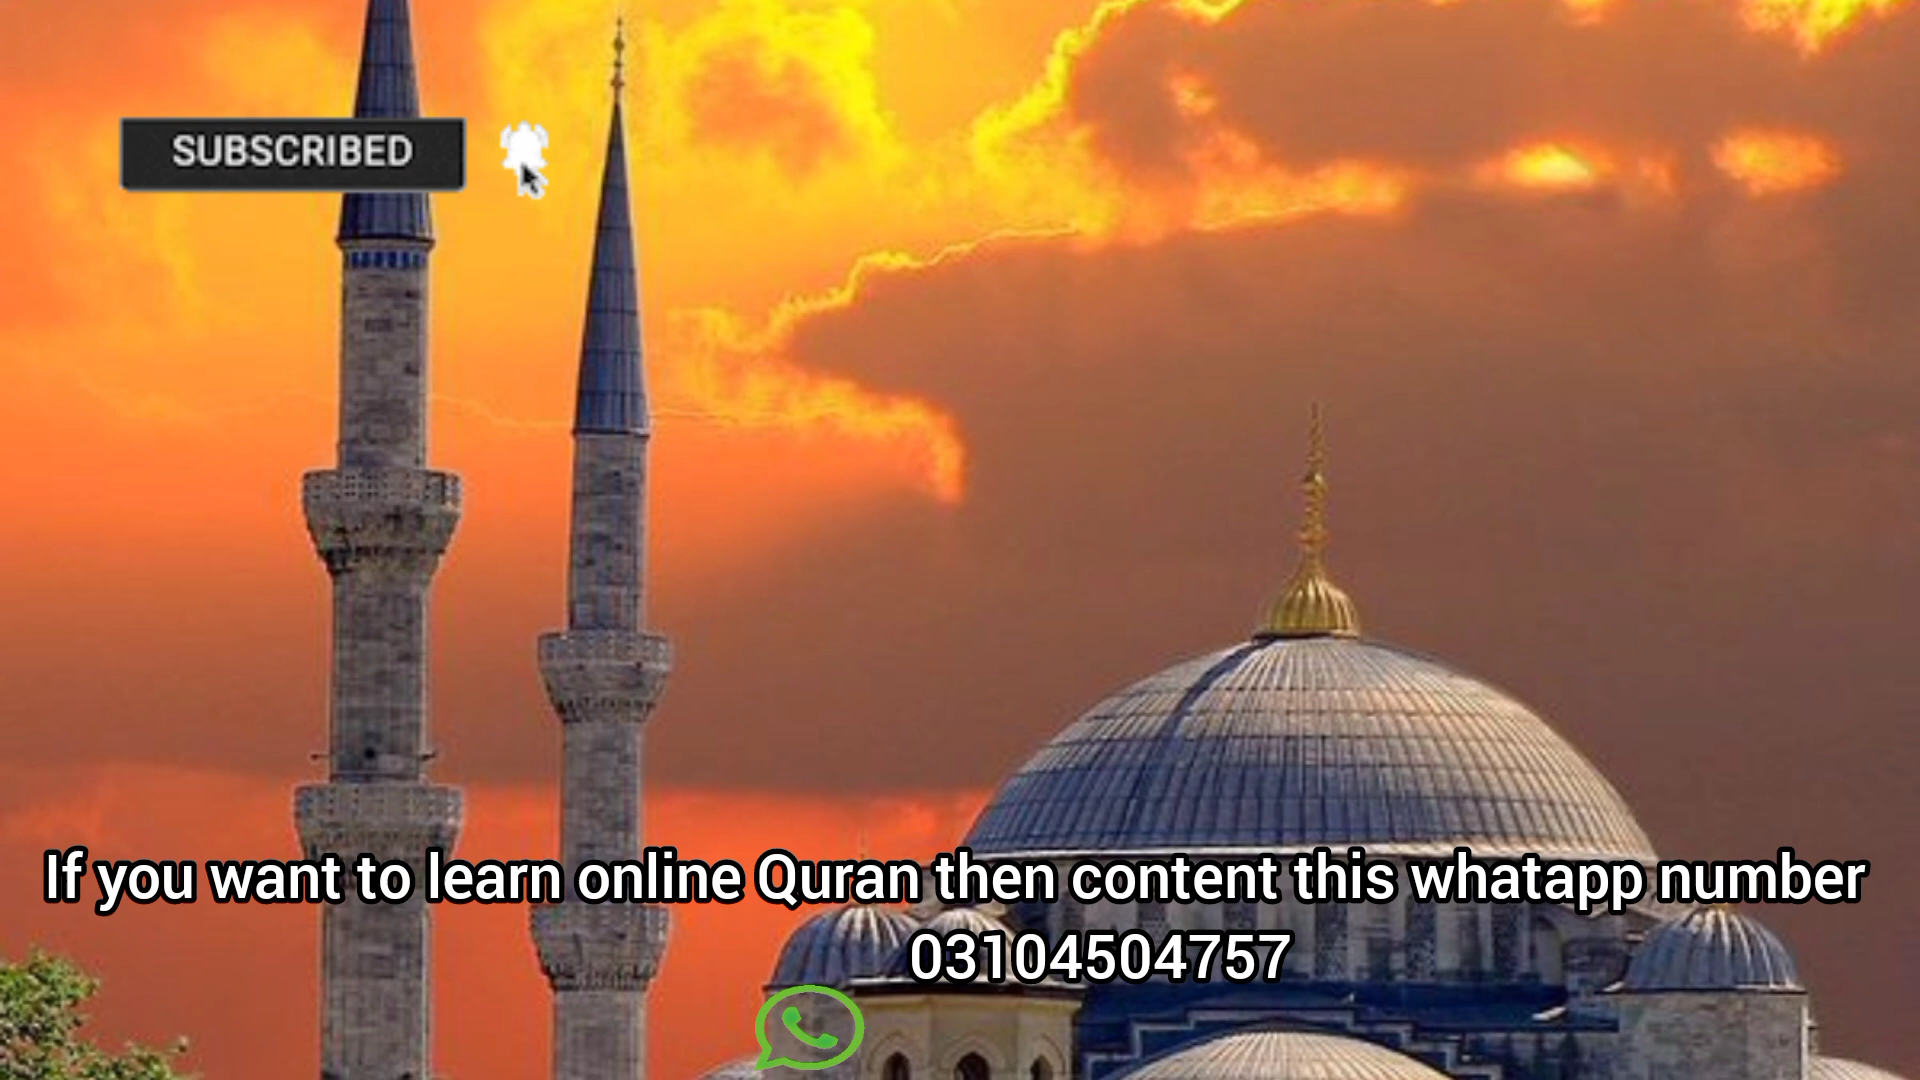 SUBSCRIBED
If you want to learn online Quran then content this whatapp number
03104504757